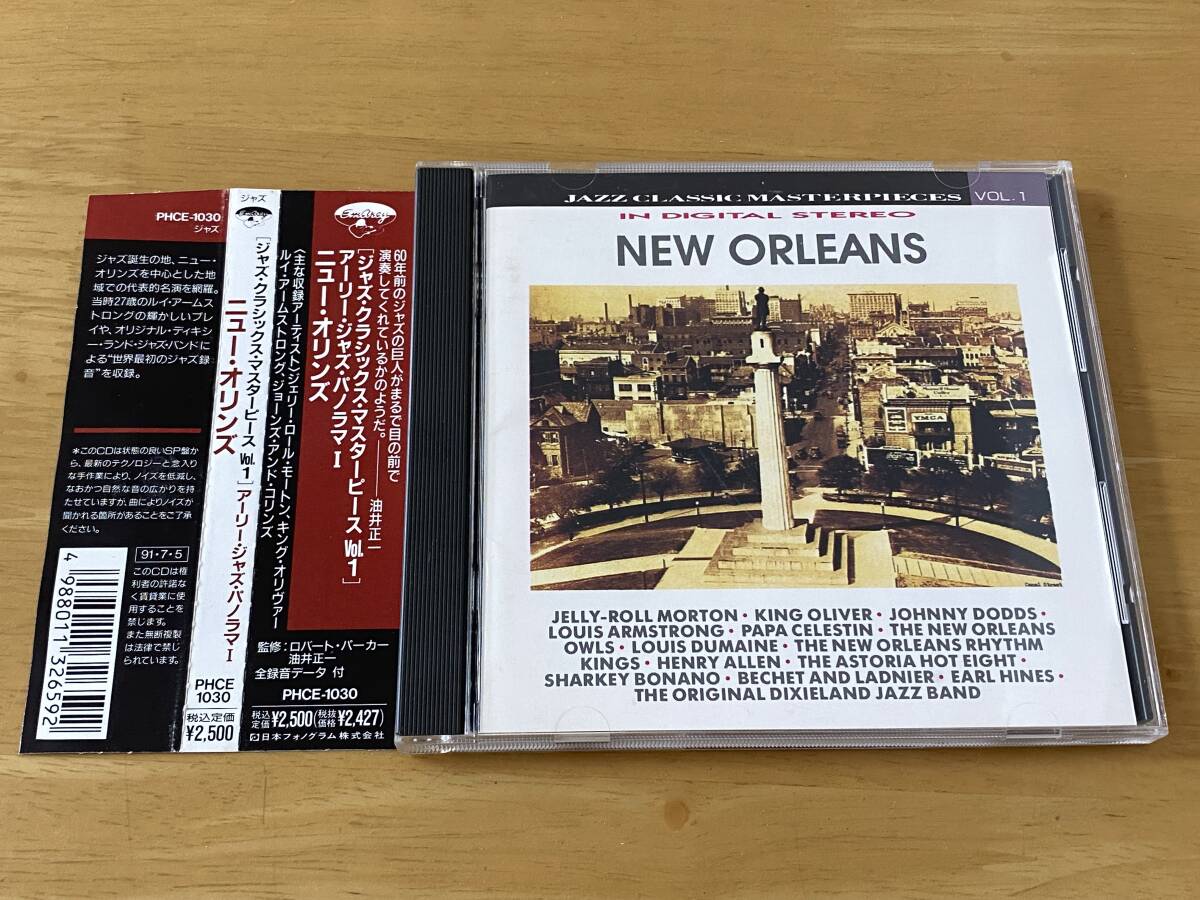 PHCE-1030
ジャズ
ジャズ誕生の地、ニュー・
オリンズを中心とした地
域での代表的名演を網羅。
当時27歳のルイ・アームス
トロングの輝かしいプレ
イや、オリジナル・ディキシ
ー・ランド・ジャズ・バンドに
よる“世界最初のジャズ録
音”を収録。
*このCDは状態の良いSP盤か
ら、最新のテクノロジーと念入り
な手作業により、ノイズを低減し、
なおかつ自然な音の広がりを持
たせていますが、曲によりノイズが
聞かれる箇所があることをご了承
ください。
4 988011 326592
91・7・5
このCDは権
利者の許諾な
く賃貸業に使
用することを
禁じます。
また無断複製
は法律で禁じ
られています。
ジャズ
EmArcy
[ジャズ・クラシックス・マスターピース Vol.1]アーリー・ジャズ・パノラマⅠ
ニュー・オリンズ
PHCE
1030
税込定価
¥2,500
EmArcy
60年前のジャズの巨人がまるで目の前で
演奏してくれているかのようだ。——油井正一
[ジャズ・クラシックス・マスターピース Vol.1]
アーリー・ジャズ・パノラマⅠ
ニュー・オリンズ
〈主な収録アーティスト〉ジェリー・ロール・モートン、キング・オリヴァー
ルイ・アームストロング、ジョーンズ・アンド・コリンズ
監修:ロバート・パーカー
油井正一
全録音データ 付
PHCE-1030
税込定価¥2,500(税抜価格¥2,427)
日本フォノグラム株式会社
JAZZ CLASSIC MASTERPIECES VOL. 1
IN DIGITAL STEREO
NEW ORLEANS
YMCA
Canal Street
JELLY-ROLL MORTON · KING OLIVER · JOHNNY DODDS ·
LOUIS ARMSTRONG · PAPA CELESTIN · THE NEW ORLEANS
OWLS · LOUIS DUMAINE · THE NEW ORLEANS RHYTHM
KINGS · HENRY ALLEN · THE ASTORIA HOT EIGHT ·
SHARKEY BONANO · BECHET AND LADNIER · EARL HINES ·
THE ORIGINAL DIXIELAND JAZZ BAND